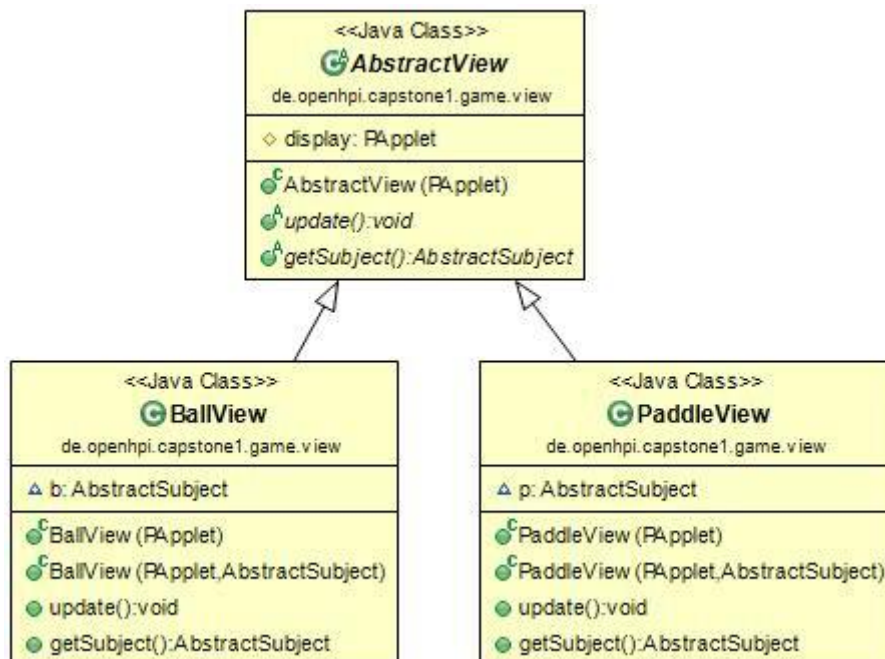 <<Java Class>>
AbstractView
de.openhpi.capstone1.game.view
display: PApplet
AbstractView(PApplet)
update():void
getSubject():AbstractSubject
<<Java Class>>
BallView
de.openhpi.capstone1.game.view
b: AbstractSubject
BallView(PApplet)
BallView(PApplet,AbstractSubject)
update():void
getSubject():AbstractSubject
<<Java Class>>
PaddleView
de.openhpi.capstone1.game.view
p: AbstractSubject
PaddleView(PApplet)
PaddleView(PApplet,AbstractSubject)
update():void
getSubject():AbstractSubject